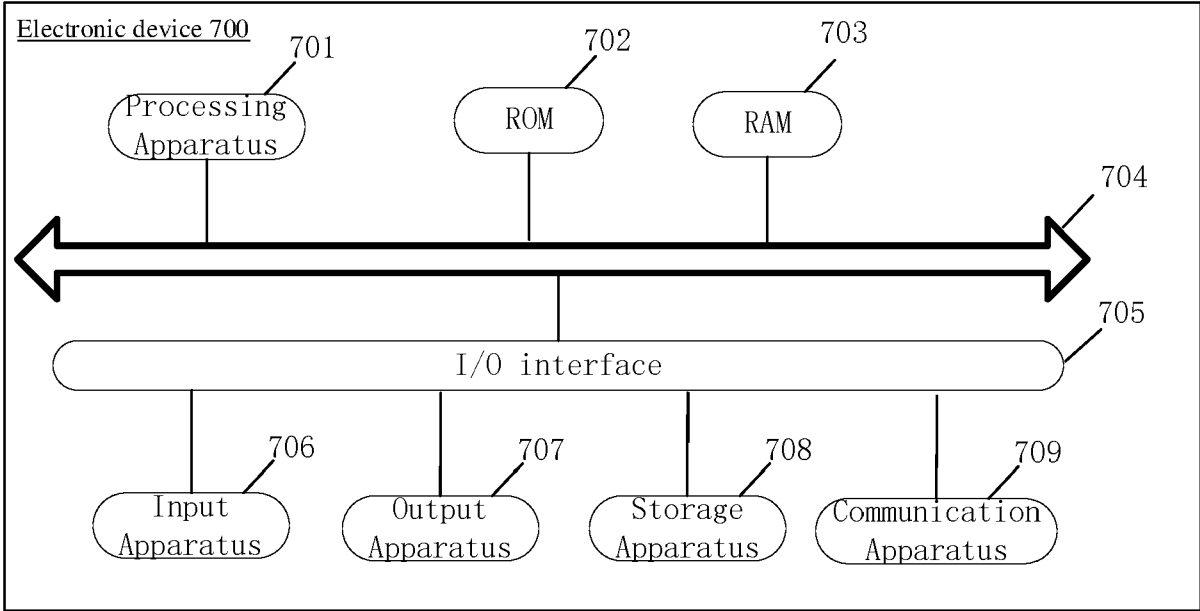 Electronic device 700
701
702
703
Processing
Apparatus
ROM
RAM
704
705
I/O interface
706
707
708
709
Input
Apparatus
Output
Apparatus
Storage
Apparatus
Communication
Apparatus